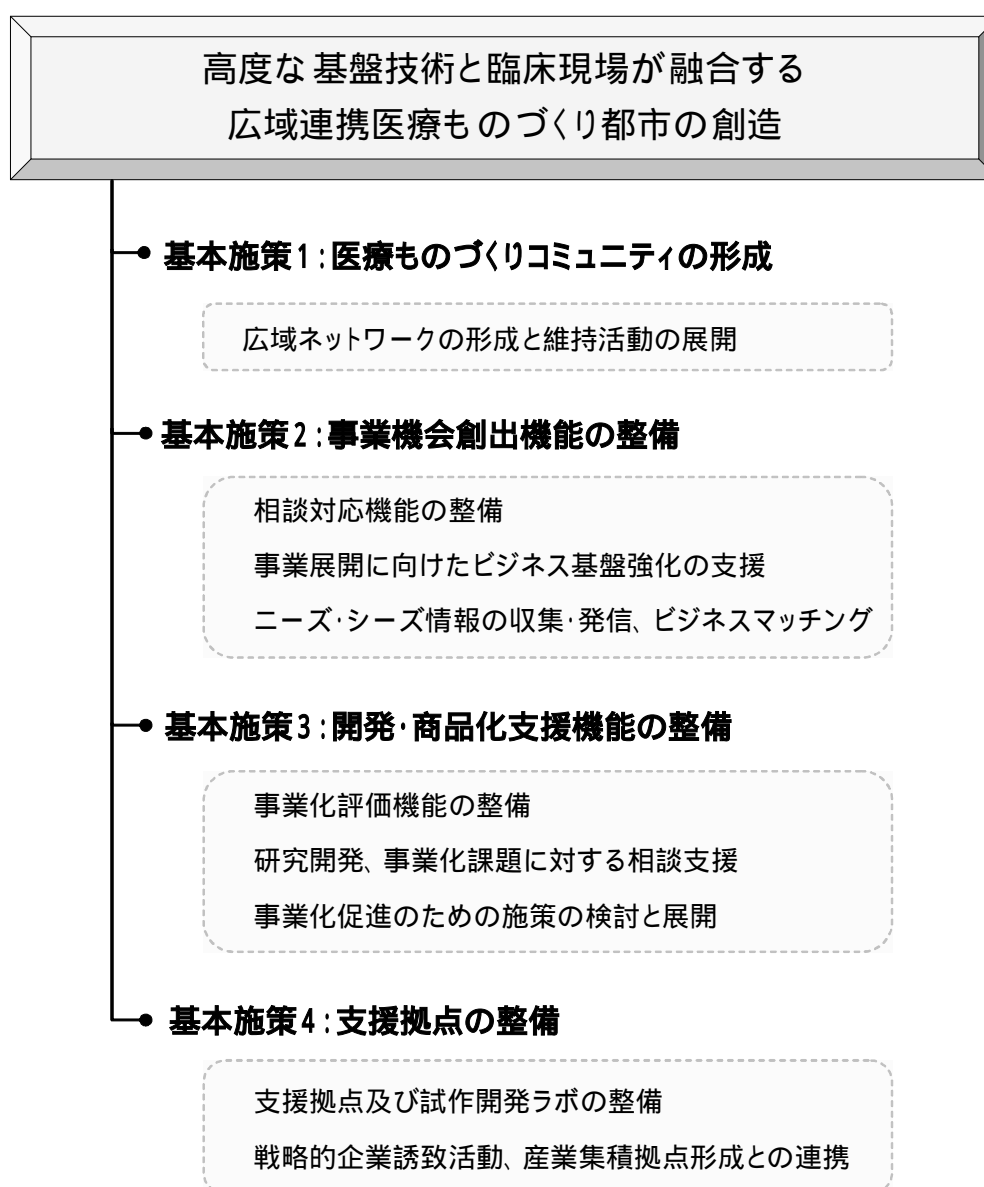 高度な基盤技術と臨床現場が融合する
広域連携医療ものづくり都市の創造
基本施策1:医療ものづくりコミュニティの形成
広域ネットワークの形成と維持活動の展開
基本施策2:事業機会創出機能の整備
相談対応機能の整備
事業展開に向けたビジネス基盤強化の支援
ニーズ・シーズ情報の収集・発信、ビジネスマッチング
基本施策3:開発・商品化支援機能の整備
事業化評価機能の整備
研究開発、事業化課題に対する相談支援
事業化促進のための施策の検討と展開
基本施策4:支援拠点の整備
支援拠点及び試作開発ラボの整備
戦略的企業誘致活動、産業集積拠点形成との連携